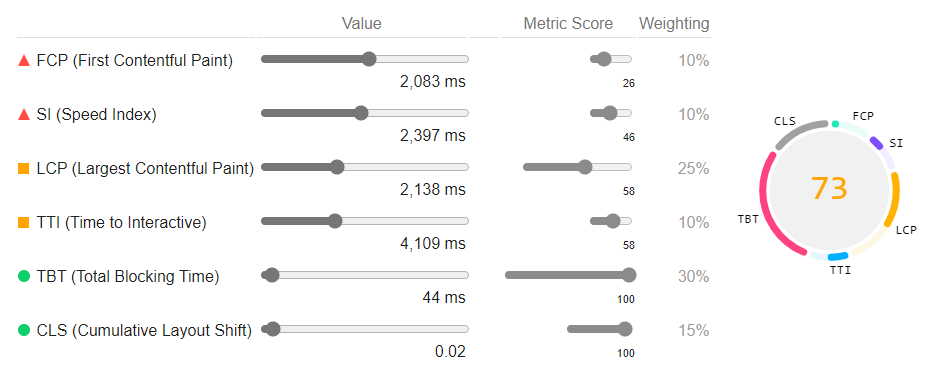 Value Metric Score Weighting
FCP (First Contentful Paint) 10%
2,083 ms 26
SI (Speed Index) 10%
2,397 ms 46
LCP (Largest Contentful Paint) 25%
2,138 ms 58
TTI (Time to Interactive) 10%
4,109 ms 58
TBT (Total Blocking Time) 30%
44 ms 100
CLS (Cumulative Layout Shift) 15%
0.02 100
CLS FCP
SI
73
TBT
LCP
TTI